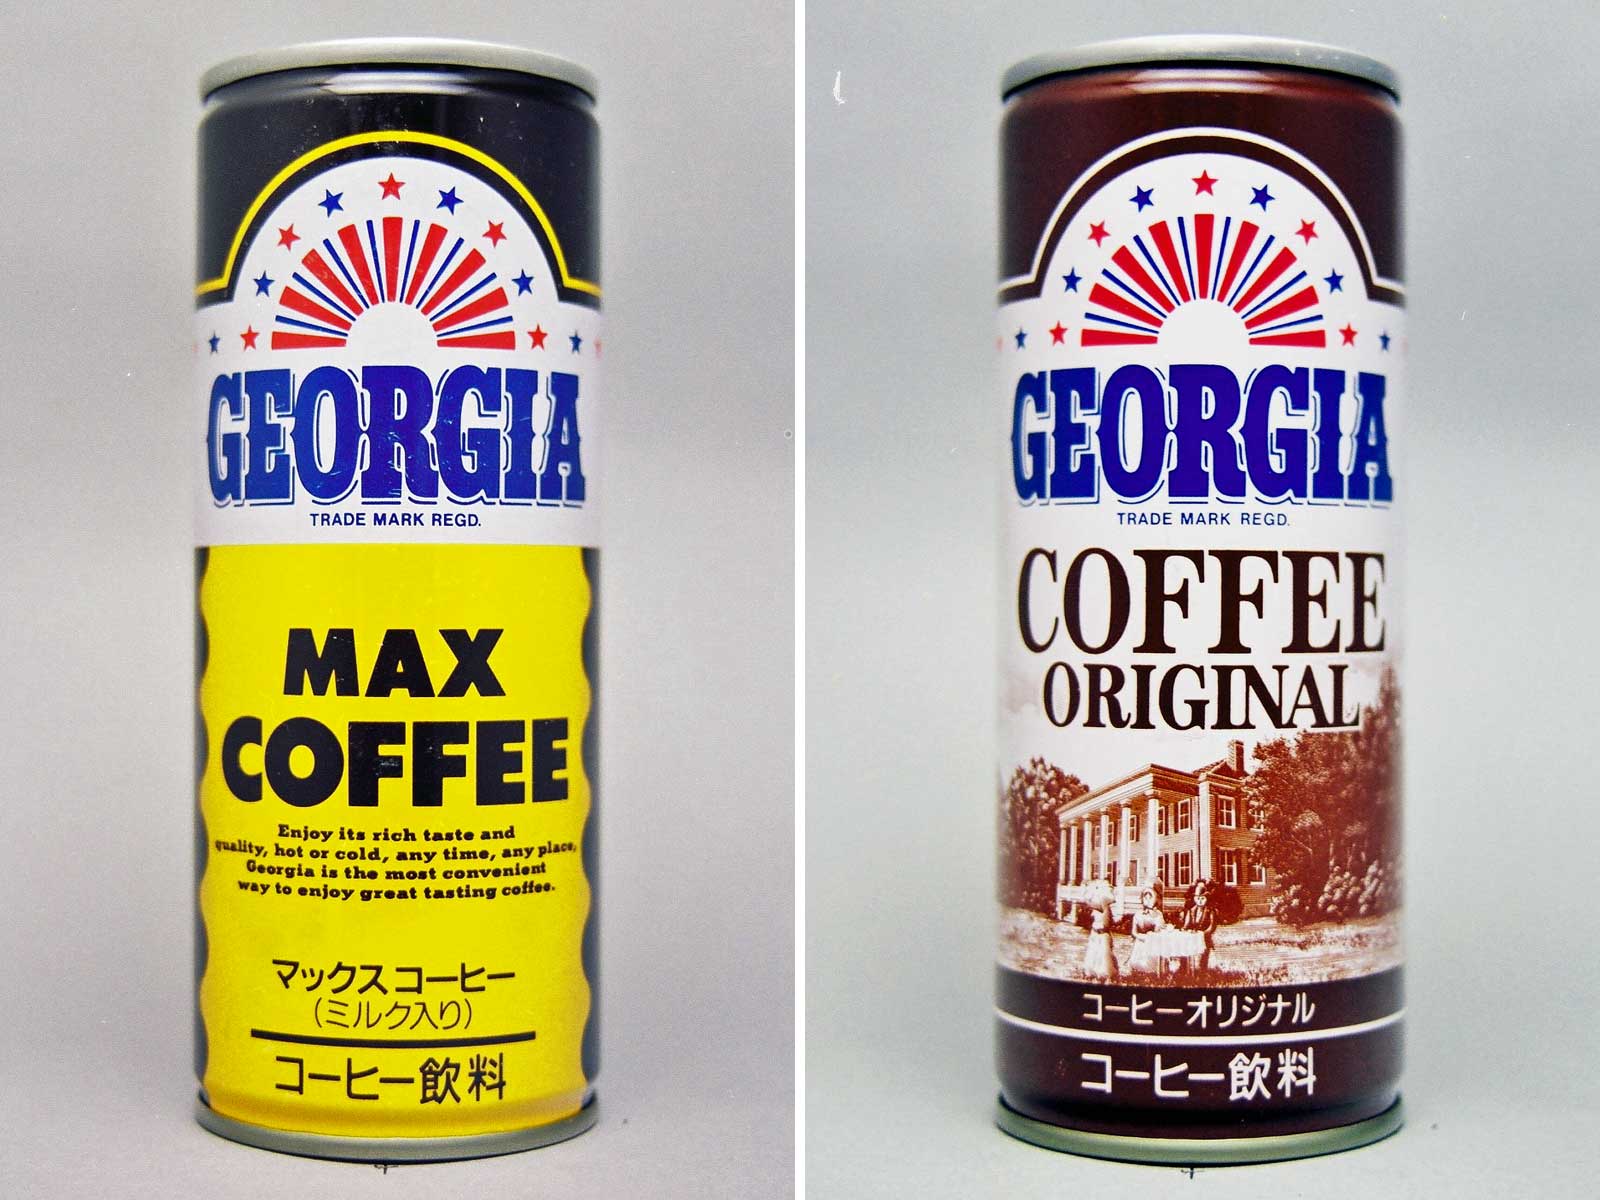 GEORGIA
TRADE MARK REGD.
MAX
COFFEE
Enjoy its rich taste and
quality, hot or cold, any time, any place,
Georgia is the most convenient
way to enjoy great tasting coffee.
マックスコーヒー
(ミルク入り)
コーヒー飲料
GEORGIA
TRADE MARK REGD.
COFFEE
ORIGINAL
コーヒーオリジナル
コーヒー飲料